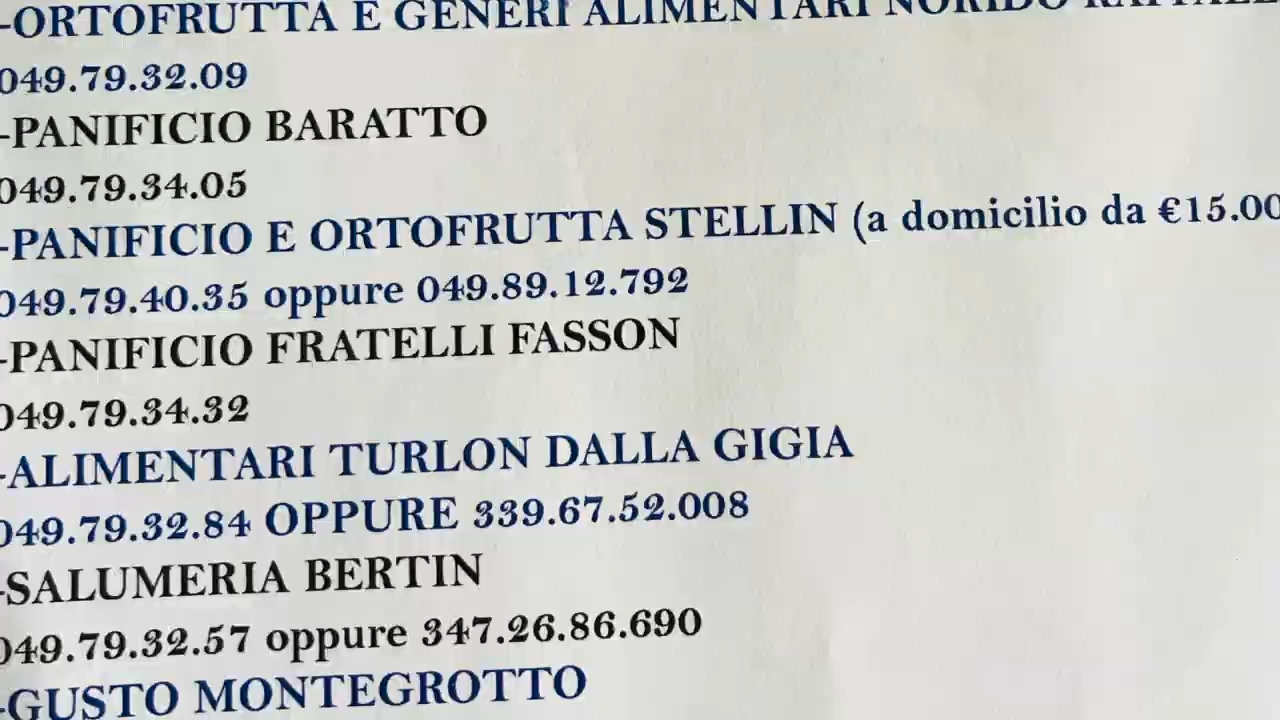 -ORTOFRUTTA E GENERI ALIMENTARI NORIDO
049.79.32.09
-PANIFICIO BARATTO
049.79.34.05
-PANIFICIO E ORTOFRUTTA STELLIN (a domicilio da €15.00
049.79.40.35 oppure 049.89.12.792
-PANIFICIO FRATELLI FASSON
049.79.34.32
-ALIMENTARI TURLON DALLA GIGIA
049.79.32.84 OPPURE 339.67.52.008
-SALUMERIA BERTIN
049.79.32.57 oppure 347.26.86.690
-GUSTO MONTEGROTTO